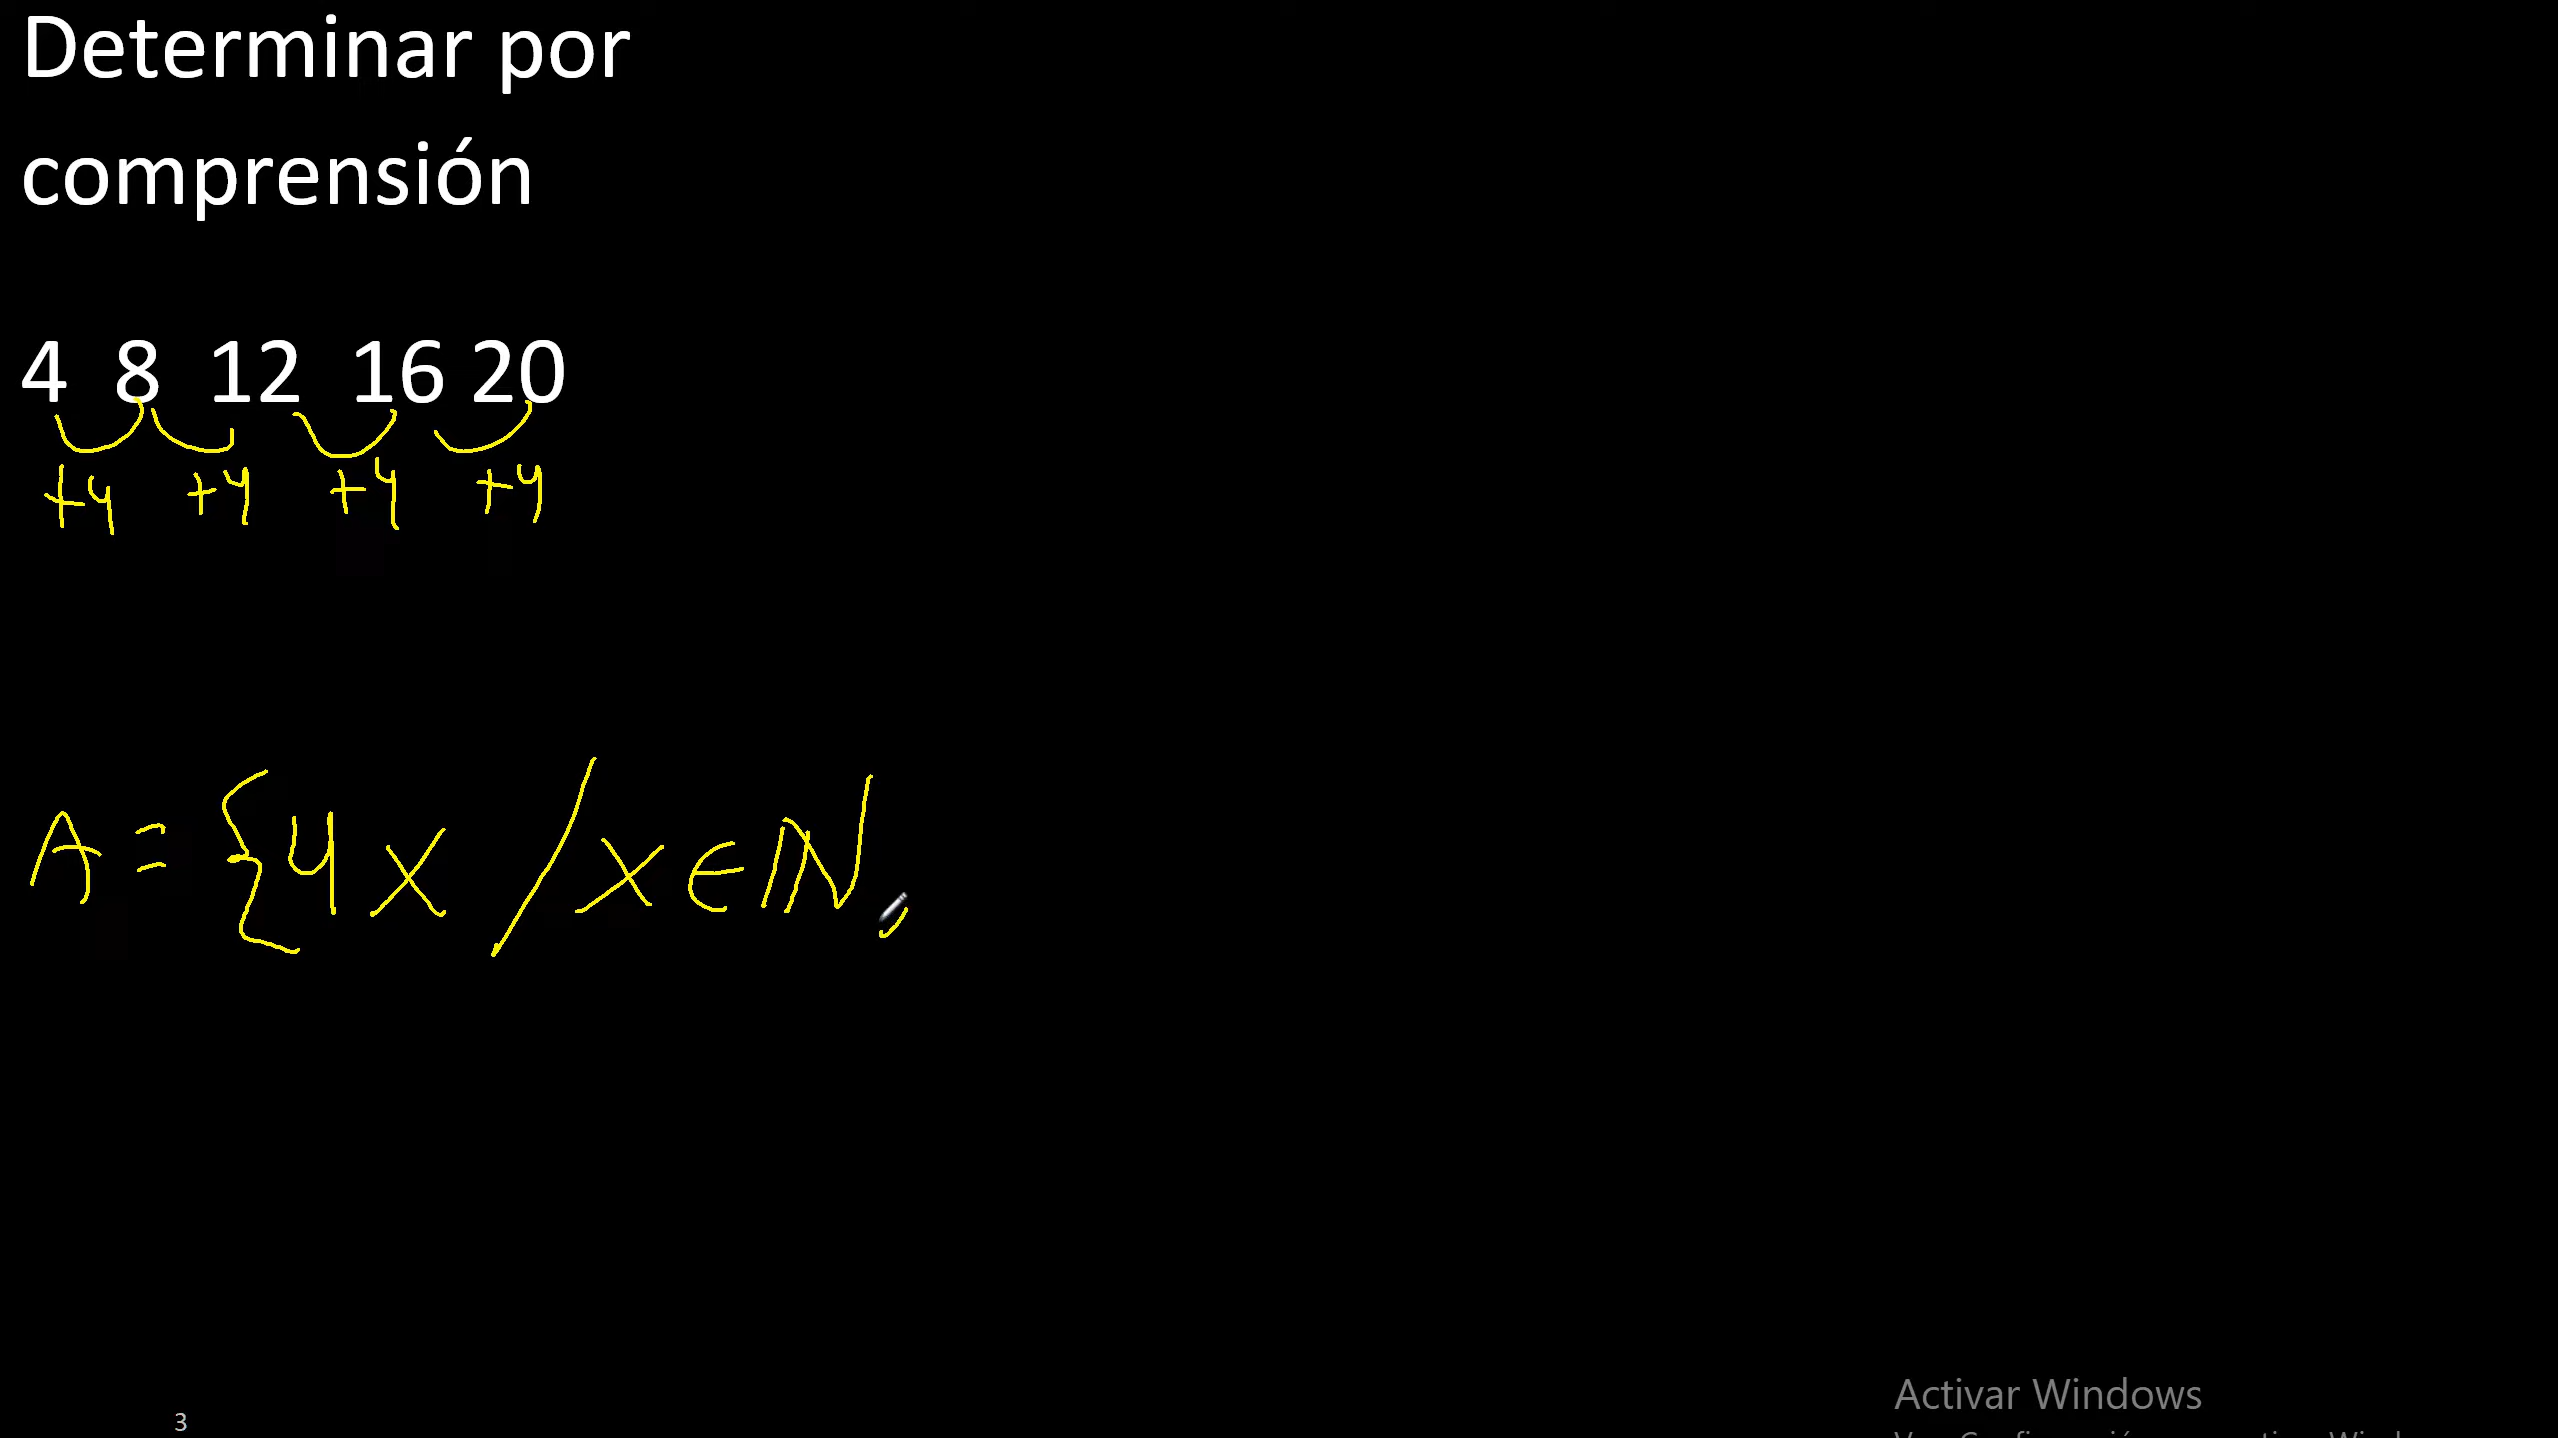 Determinar por
comprensión
4 8 12 16 20
+4 +4 +4 +4
A = {4x / x ∈ N,
Activar Windows
3